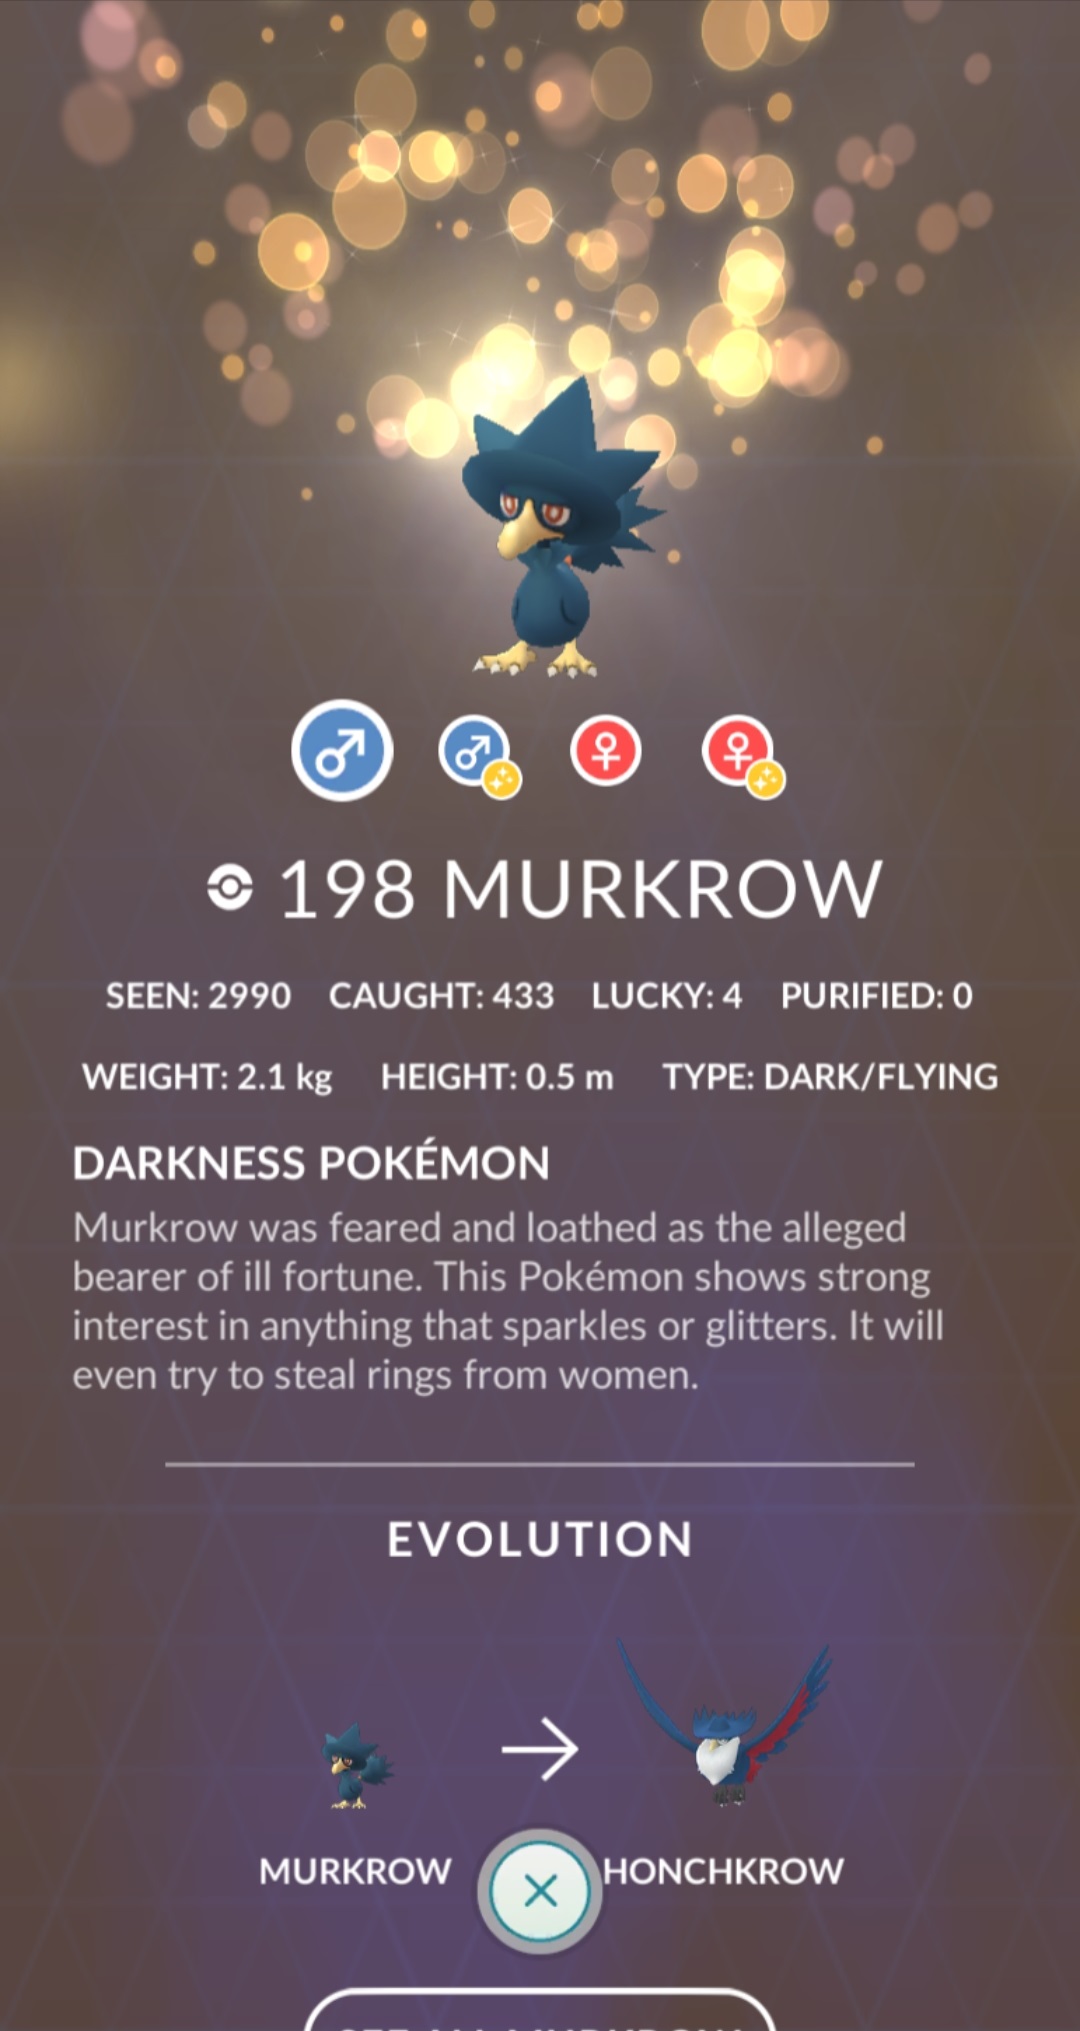 198 MURKROW
SEEN: 2990 CAUGHT: 433 LUCKY: 4 PURIFIED: 0
WEIGHT: 2.1 kg HEIGHT: 0.5 m TYPE: DARK/FLYING
DARKNESS POKÉMON
Murkrow was feared and loathed as the alleged
bearer of ill fortune. This Pokémon shows strong
interest in anything that sparkles or glitters. It will
even try to steal rings from women.
EVOLUTION
MURKROW HONCHKROW